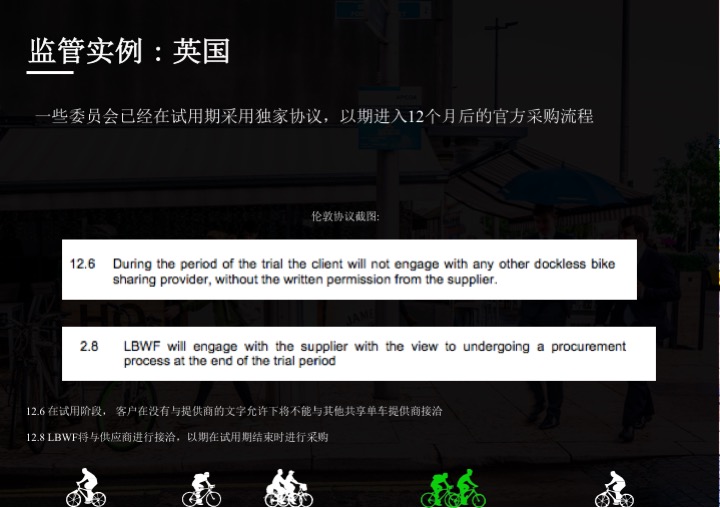 监管实例：英国
一些委员会已经在试用期采用独家协议，以期进入12个月后的官方采购流程
伦敦协议截图:
12.6 During the period of the trial the client will not engage with any other dockless bike
sharing provider, without the written permission from the supplier.
2.8 LBWF will engage with the supplier with the view to undergoing a procurement
process at the end of the trial period
12.6 在试用阶段， 客户在没有与提供商的文字允许下将不能与其他共享单车提供商接洽
12.8 LBWF将与供应商进行接洽，以期在试用期结束时进行采购